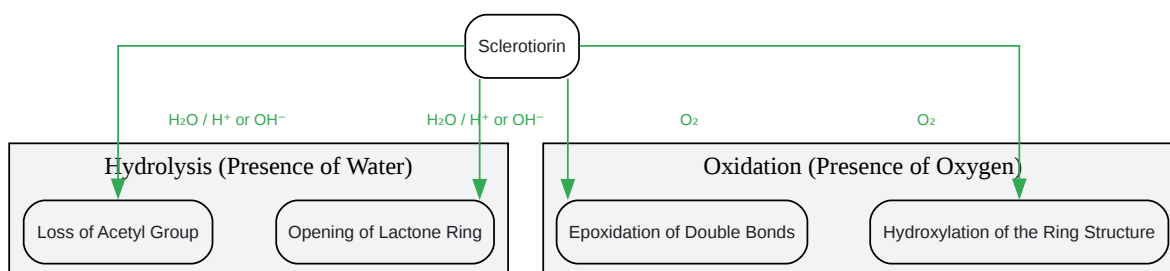 Sclerotiorin
H₂O / H⁺ or OH⁻
H₂O / H⁺ or OH⁻
O₂
O₂
Hydrolysis (Presence of Water)
Oxidation (Presence of Oxygen)
Loss of Acetyl Group
Opening of Lactone Ring
Epoxidation of Double Bonds
Hydroxylation of the Ring Structure